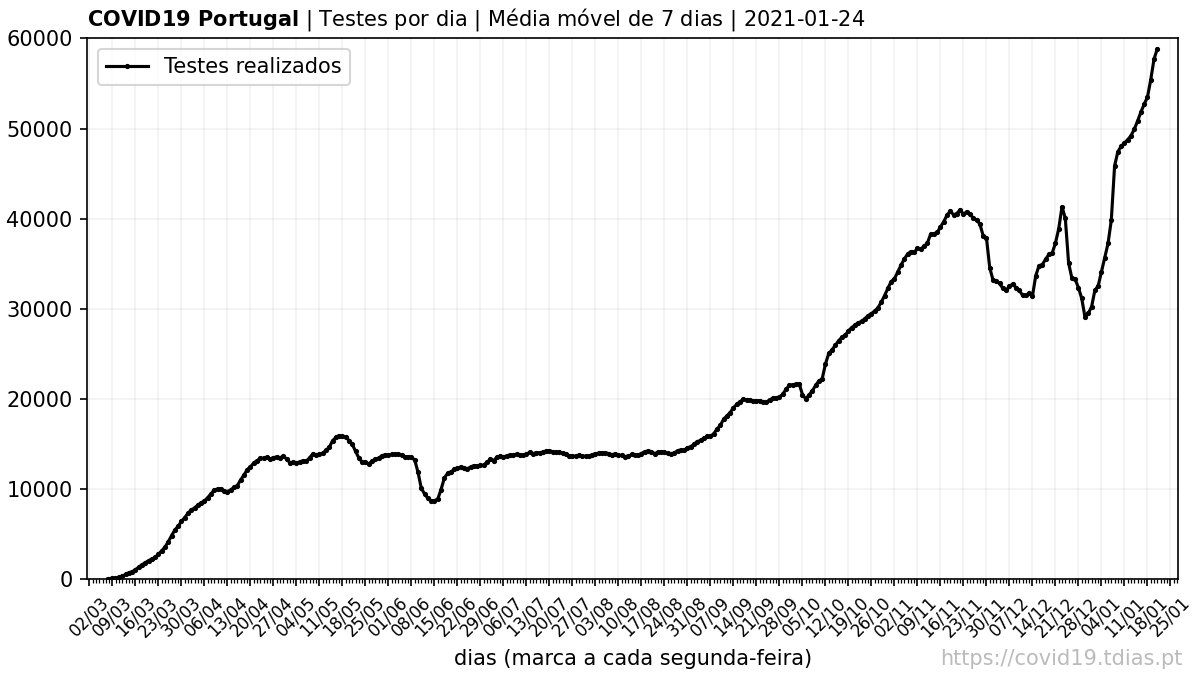 COVID19 Portugal | Testes por dia | Média móvel de 7 dias | 2021-01-24
60000
50000
40000
30000
20000
10000
0
Testes realizados
02/03 09/03 16/03 23/03 30/03 06/04 13/04 20/04 27/04 04/05 11/05 18/05 25/05 01/06 08/06 15/06 22/06 29/06 06/07 13/07 20/07 27/07 03/08 10/08 17/08 24/08 31/08 07/09 14/09 21/09 28/09 05/10 12/10 19/10 26/10 02/11 09/11 16/11 23/11 30/11 07/12 14/12 21/12 28/12 04/01 11/01 18/01 25/01
dias (marca a cada segunda-feira)
https://covid19.tdias.pt